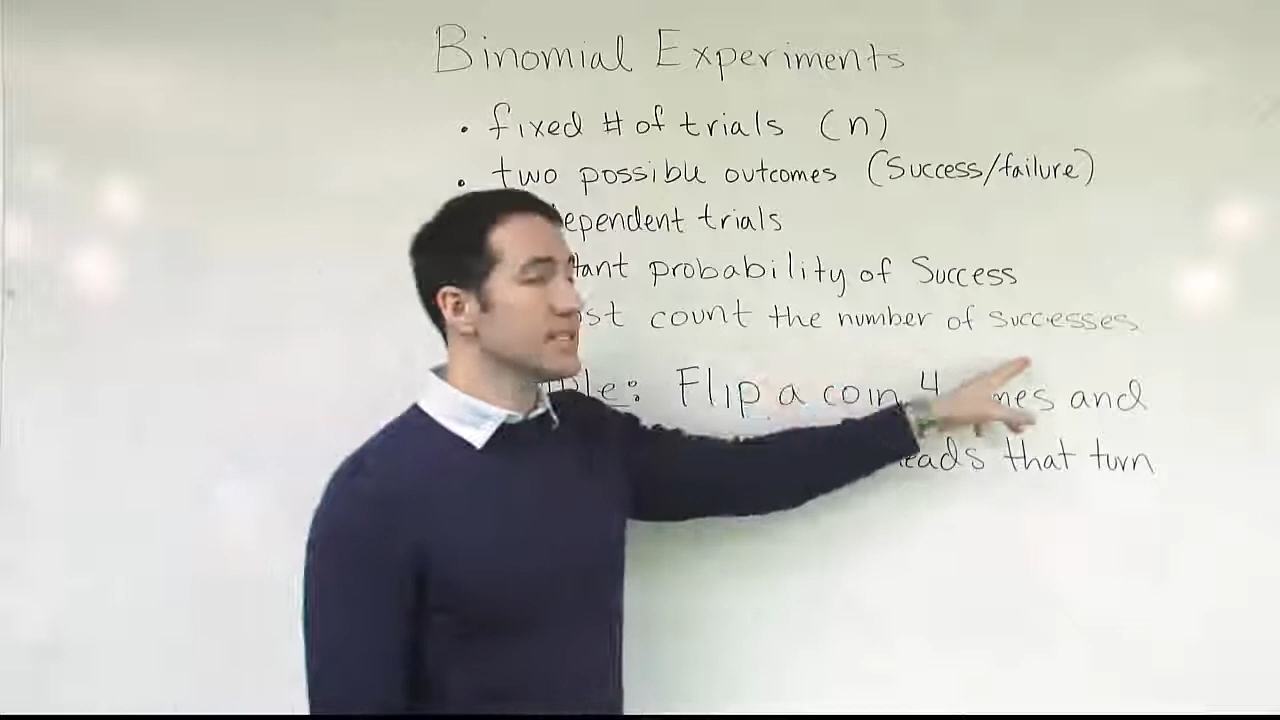 Binomial Experiments
• fixed # of trials (n)
• two possible outcomes (Success/failure)
ependent trials
tant probability of Success
st count the number of successes
ple: Flip a coin 4 mes and
eads that turn